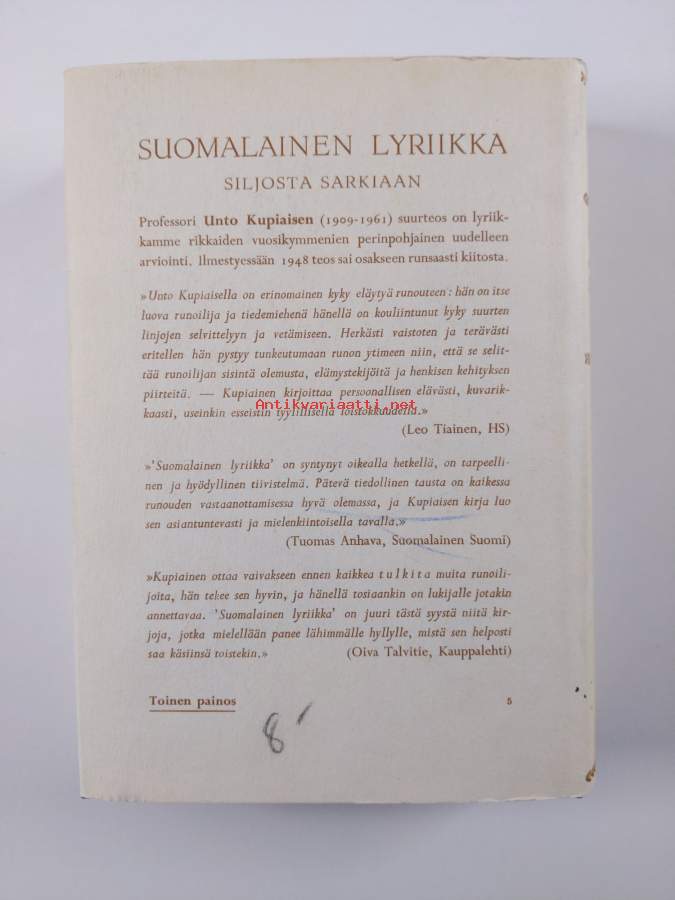 SUOMALAINEN LYRIIKKA
SILJOSTA SARKIAAN
Professori Unto Kupiaisen (1909-1961) suurteos on lyriik-
kamme rikkaiden vuosikymmenien perinpohjainen uudelleen
arviointi. Ilmestyessään 1948 teos sai osakseen runsaasti kiitosta.
»Unto Kupiaisella on erinomainen kyky eläytyä runouteen: hän on itse
luova runoilija ja tiedemiehenä hänellä on kouliintunut kyky suurten
linjojen selvittelyyn ja vetämiseen. Herkästi vaistoten ja terävästi
eritellen hän pystyy tunkeutumaan runon ytimeen niin, että se selit-
tää runoilijan sisintä olemusta, elämystekijöitä ja henkisen kehityksen
piirteitä. — Kupiainen kirjoittaa persoonallisen elävästi, kuvarik-
Antikvariaatti.net
kaasti, useinkin esseistin tyylillisellä loistokkuudella.»
(Leo Tiainen, HS)
»'Suomalainen lyriikka' on syntynyt oikealla hetkellä, on tarpeelli-
nen ja hyödyllinen tiivistelmä. Pätevä tiedollinen tausta on kaikessa
runouden vastaanottamisessa hyvä olemassa, ja Kupiaisen kirja luo
sen asiantuntevasti ja mielenkiintoisella tavalla.»
(Tuomas Anhava, Suomalainen Suomi)
»Kupiainen ottaa vaivakseen ennen kaikkea tulkita muita runoili-
joita, hän tekee sen hyvin, ja hänellä tosiaankin on lukijalle jotakin
annettavaa. 'Suomalainen lyriikka' on juuri tästä syystä niitä kir-
joja, jotka mielellään panee lähimmälle hyllylle, mistä sen helposti
saa käsiinsä toistekin.» (Oiva Talvitie, Kauppalehti)
Toinen painos 5
8'